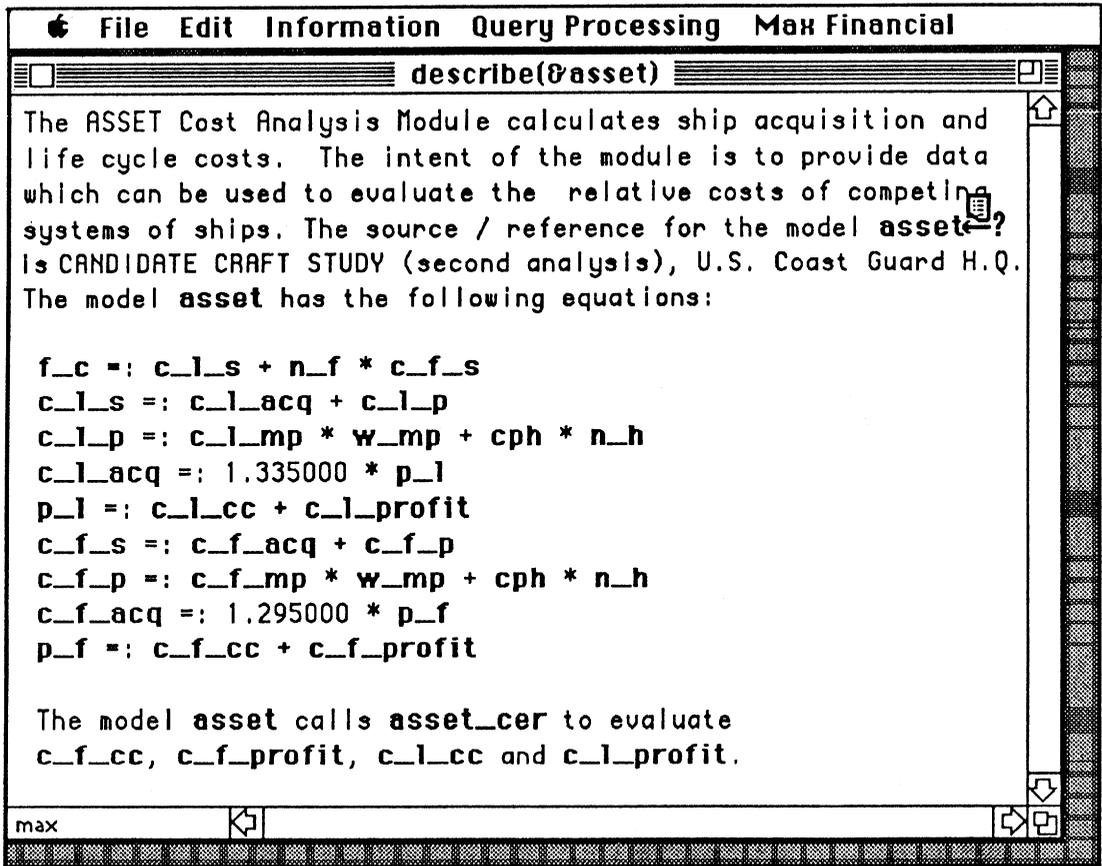 File Edit Information Query Processing Max Financial
describe(&asset)
The ASSET Cost Analysis Module calculates ship acquisition and
life cycle costs.  The intent of the module is to provide data
which can be used to evaluate the  relative costs of competing
systems of ships. The source / reference for the model asset←?
is CANDIDATE CRAFT STUDY (second analysis), U.S. Coast Guard H.Q.
The model asset has the following equations:
f_c =: c_l_s + n_f * c_f_s
c_l_s =: c_l_acq + c_l_p
c_l_p =: c_l_mp * w_mp + cph * n_h
c_l_acq =: 1.335000 * p_l
p_l =: c_l_cc + c_l_profit
c_f_s =: c_f_acq + c_f_p
c_f_p =: c_f_mp * w_mp + cph * n_h
c_f_acq =: 1.295000 * p_f
p_f =: c_f_cc + c_f_profit
The model asset calls asset_cer to evaluate
c_f_cc, c_f_profit, c_l_cc and c_l_profit.
max